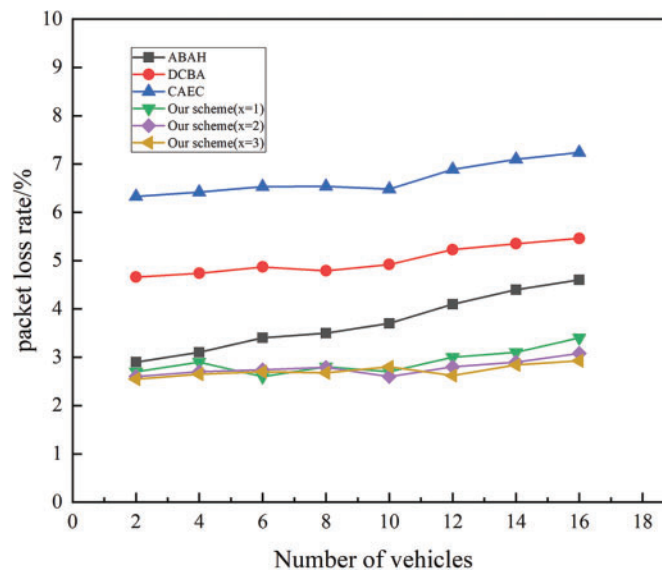 10
9
8
7
6
5
4
3
2
1
0
packet loss rate/%
ABAH
DCBA
CAEC
Our scheme(x=1)
Our scheme(x=2)
Our scheme(x=3)
0 2 4 6 8 10 12 14 16 18
Number of vehicles